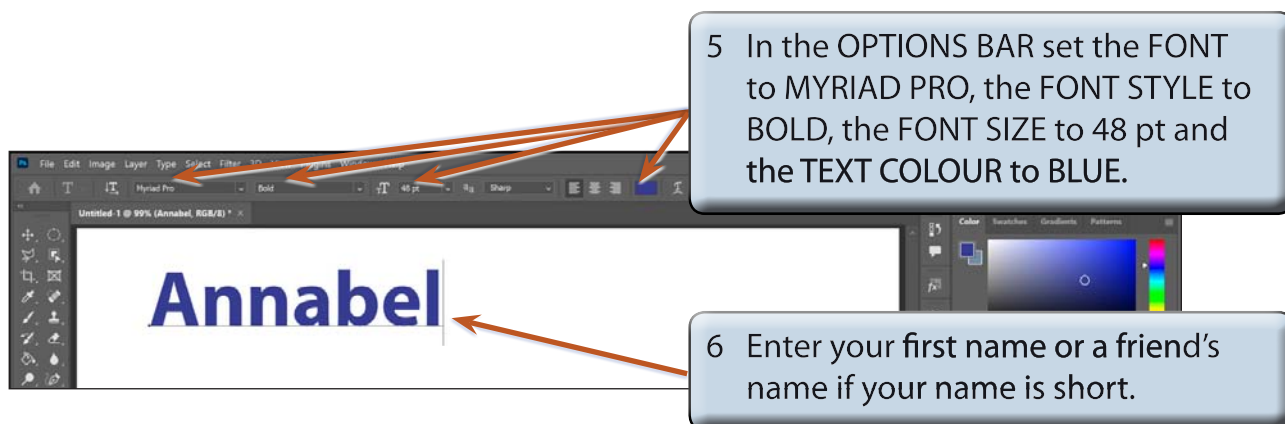 5 In the OPTIONS BAR set the FONT
to MYRIAD PRO, the FONT STYLE to
BOLD, the FONT SIZE to 48 pt and
the TEXT COLOUR to BLUE.
Ps File Edit Image Layer Type Select Filter
T Myriad Pro Bold 48 pt Sharp
Untitled-1 @ 99% (Annabel, RGB/8) * ×
Color Swatches Gradients Patterns
Annabel
6 Enter your first name or a friend's
name if your name is short.